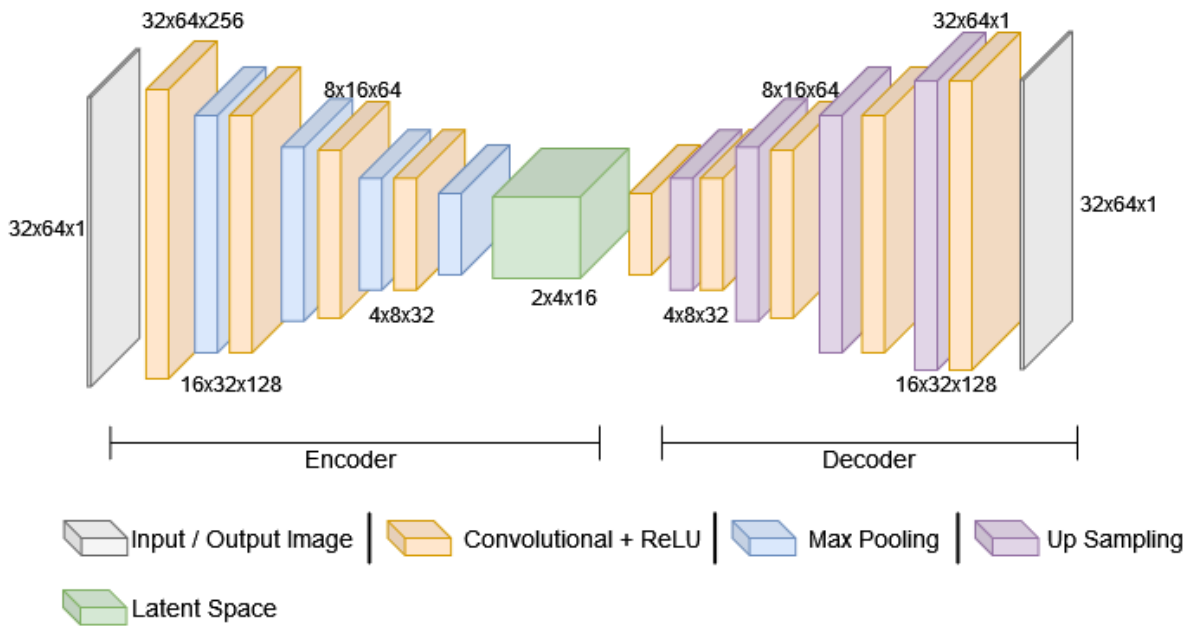 32x64x256
32x64x1
8x16x64
8x16x64
32x64x1
32x64x1
2x4x16
4x8x32
4x8x32
16x32x128
16x32x128
Encoder
Decoder
Input / Output Image
Convolutional + ReLU
Max Pooling
Up Sampling
Latent Space